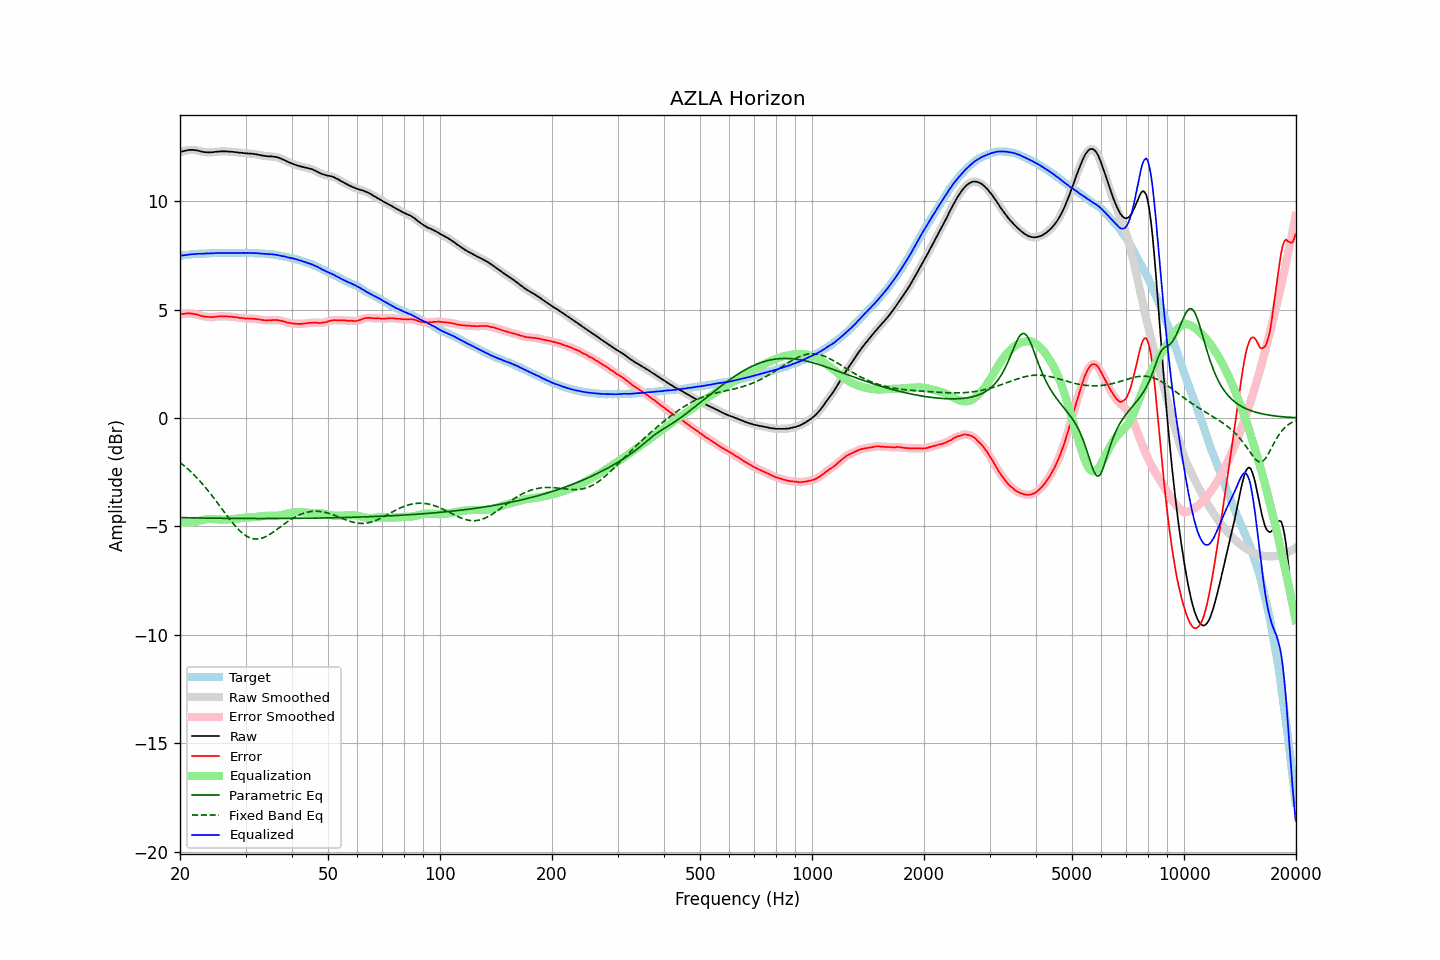 AZLA Horizon
Amplitude (dBr)
10
5
0
−5
−10
−15
−20
Target
Raw Smoothed
Error Smoothed
Raw
Error
Equalization
Parametric Eq
Fixed Band Eq
Equalized
20 50 100 200 500 1000 2000 5000 10000 20000
Frequency (Hz)